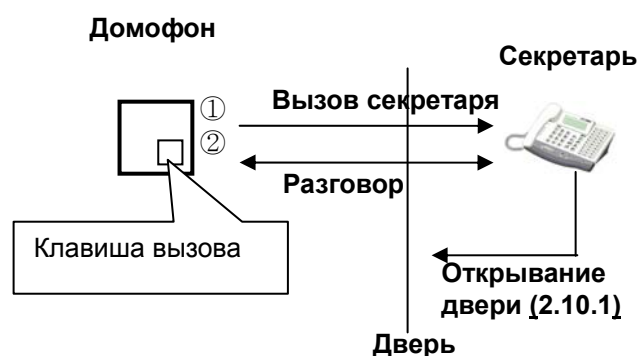 Домофон
Секретарь
①
Вызов секретаря
②
Разговор
Клавиша вызова
Открывание
двери (2.10.1)
Дверь